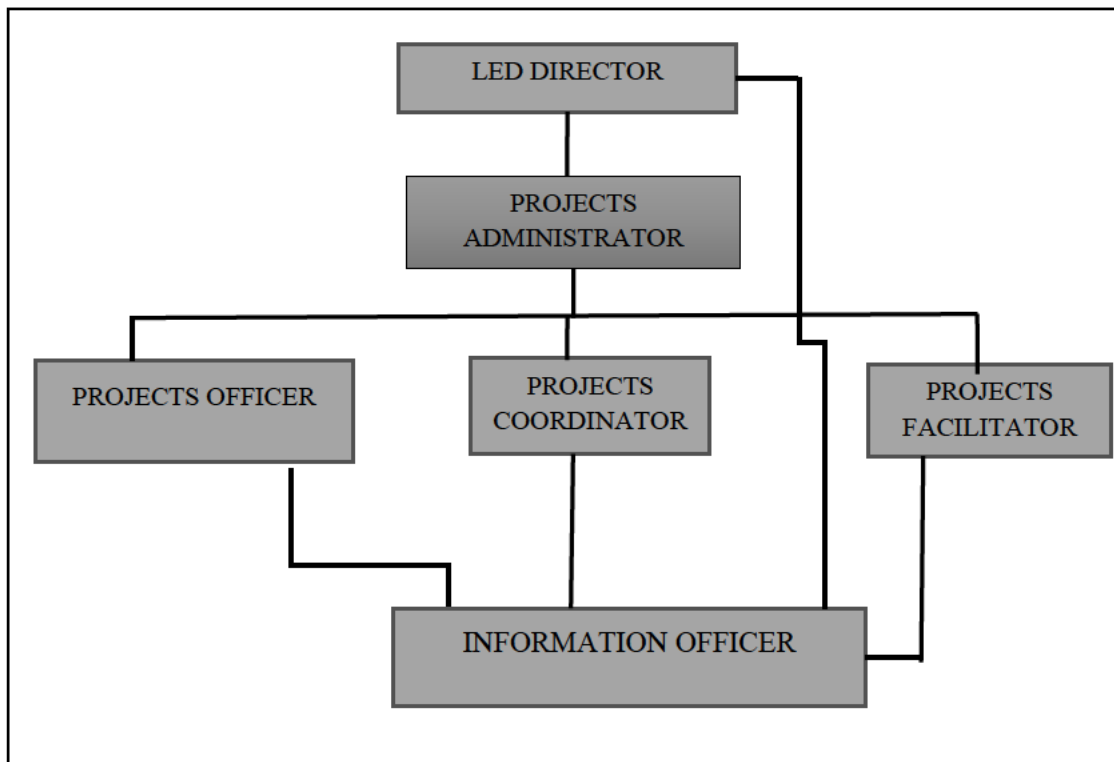 LED DIRECTOR
PROJECTS
ADMINISTRATOR
PROJECTS OFFICER
PROJECTS
COORDINATOR
PROJECTS
FACILITATOR
INFORMATION OFFICER